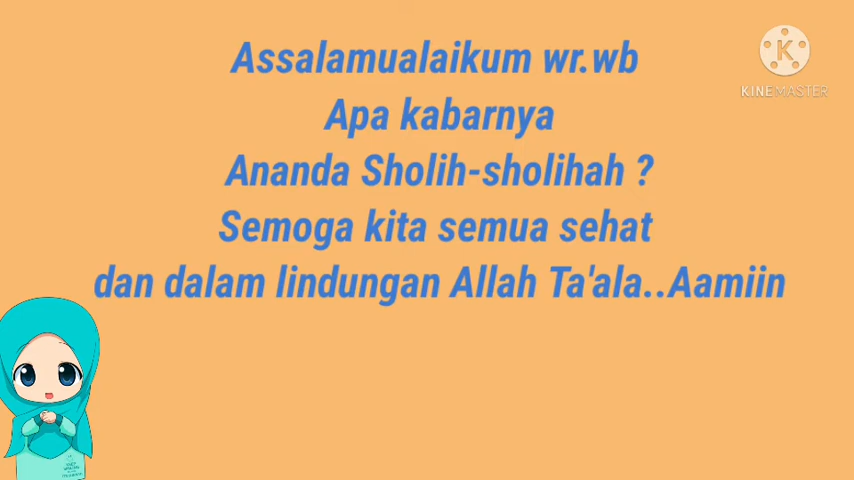 Assalamualaikum wr.wb
Apa kabarnya
Ananda Sholih-sholihah ?
Semoga kita semua sehat
dan dalam lindungan Allah Ta'ala..Aamiin
KINEMASTER